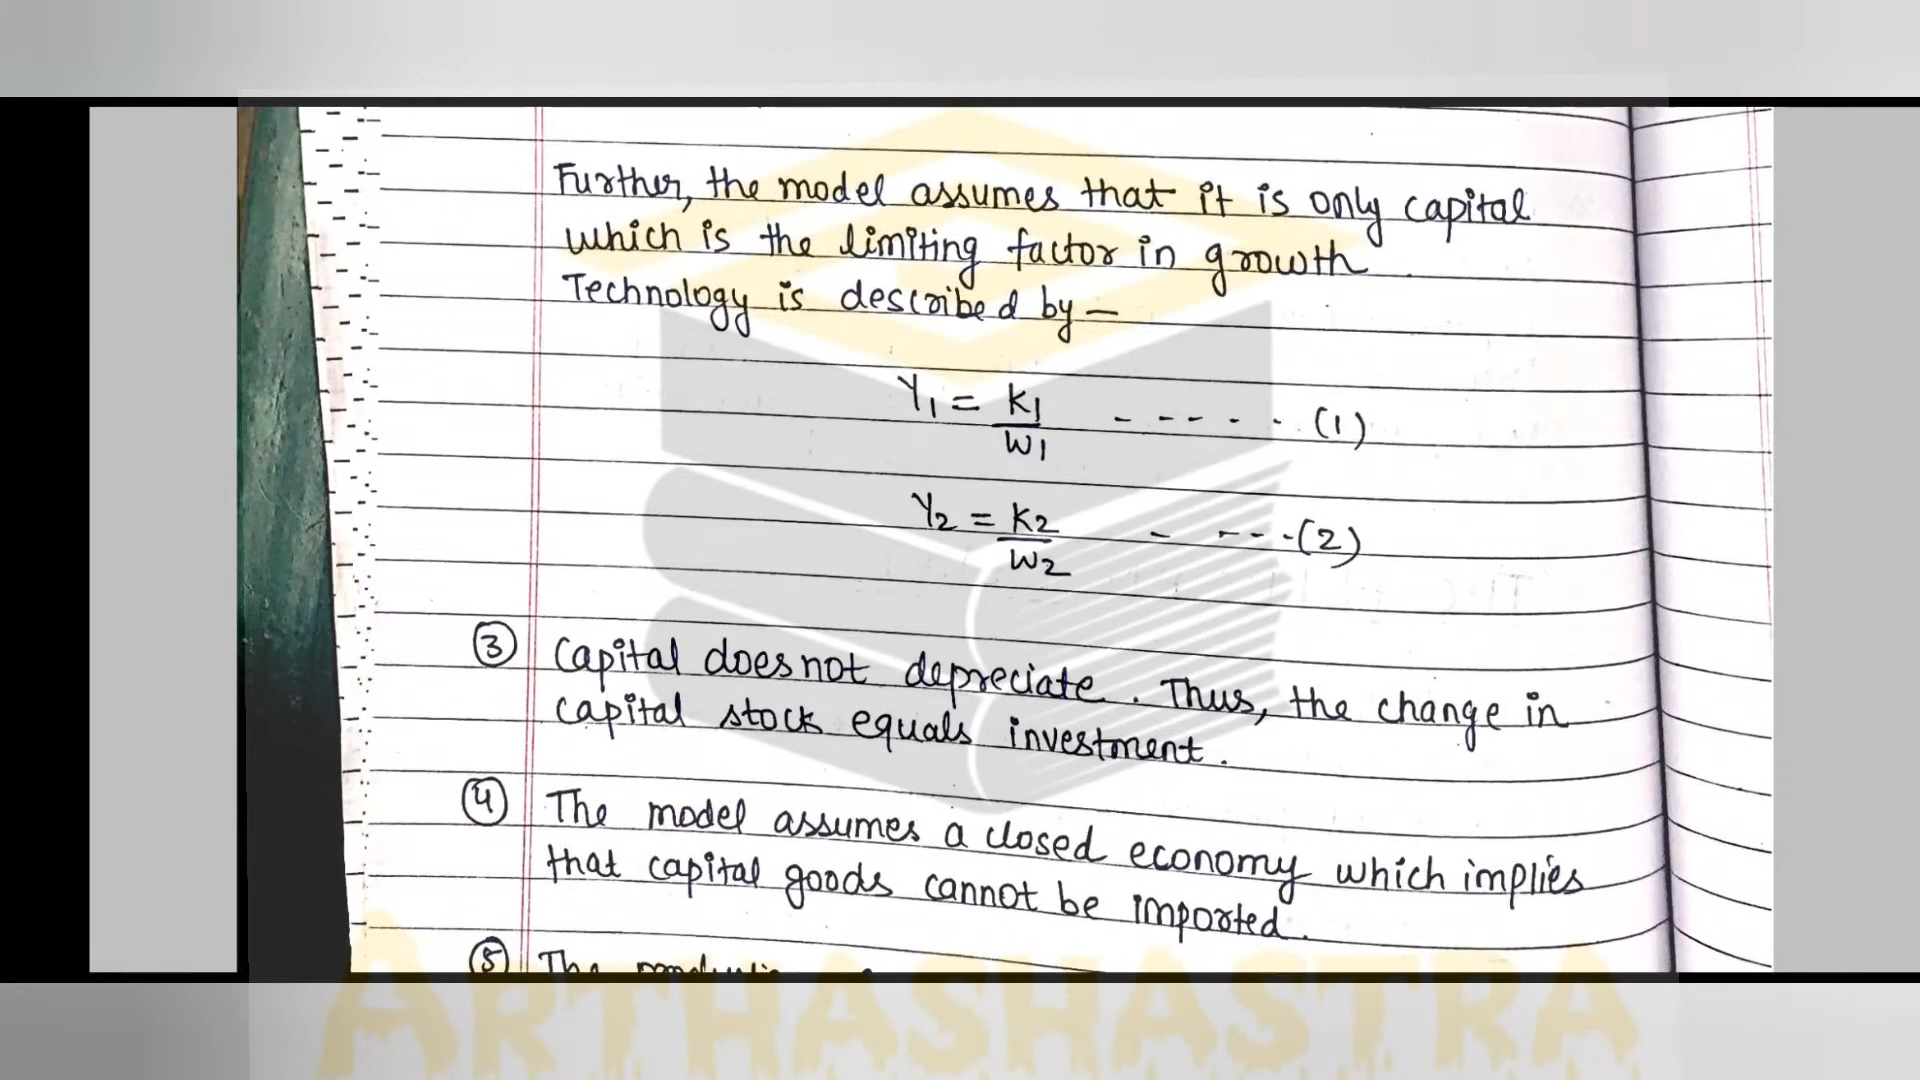 Further, the model assumes that it is only capital
which is the limiting factor in growth
Technology is described by –
Y1 = K1/W1 - - - - - - (1)
Y2 = K2/W2 - - - - - (2)
③ Capital does not depreciate. Thus, the change in
capital stock equals investment.
④ The model assumes a closed economy which implies
that capital goods cannot be imported.
⑤ The
ARTHASHASTRA